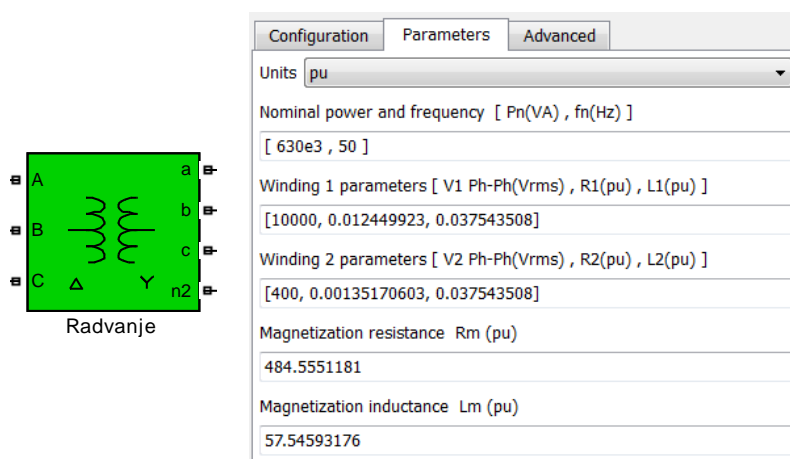 Configuration Parameters Advanced
Units pu
Nominal power and frequency [ Pn(VA) , fn(Hz) ]
[ 630e3 , 50 ]
Winding 1 parameters [ V1 Ph-Ph(Vrms) , R1(pu) , L1(pu) ]
[10000, 0.012449923, 0.037543508]
Winding 2 parameters [ V2 Ph-Ph(Vrms) , R2(pu) , L2(pu) ]
[400, 0.00135170603, 0.037543508]
Magnetization resistance Rm (pu)
484.5551181
Magnetization inductance Lm (pu)
57.54593176
A a
b
B
c
C n2
Radvanje